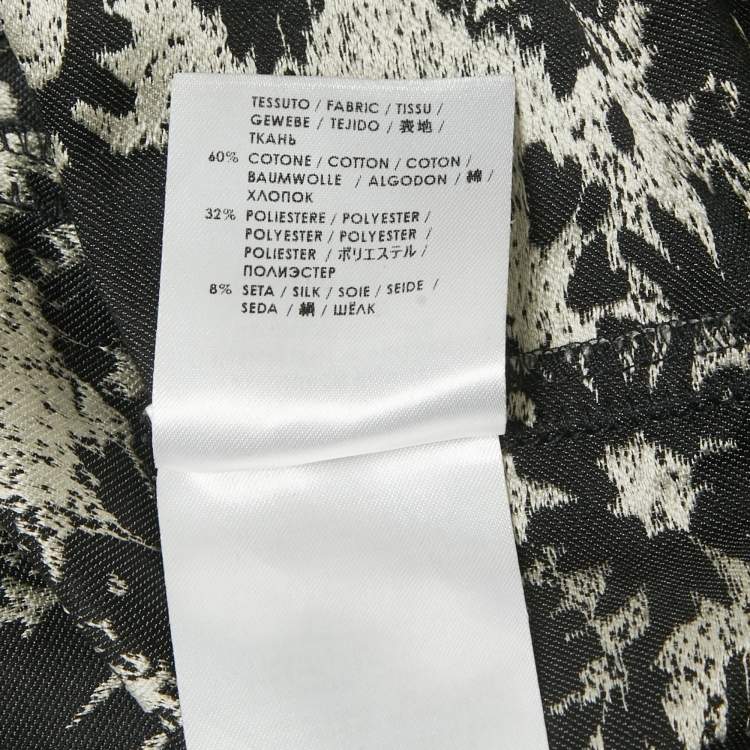 TESSUTO / FABRIC / TISSU /
GEWEBE / TEJIDO / 表地 /
ТКАНЬ
60% COTONE / COTTON / COTON /
BAUMWOLLE / ALGODON / 綿 /
ХЛОПОК
32% POLIESTERE / POLYESTER /
POLYESTER / POLYESTER /
POLIESTER / ポリエステル /
ПОЛИЭСТЕР
8% SETA / SILK / SOIE / SEIDE /
SEDA / 絹 / ШЁЛК